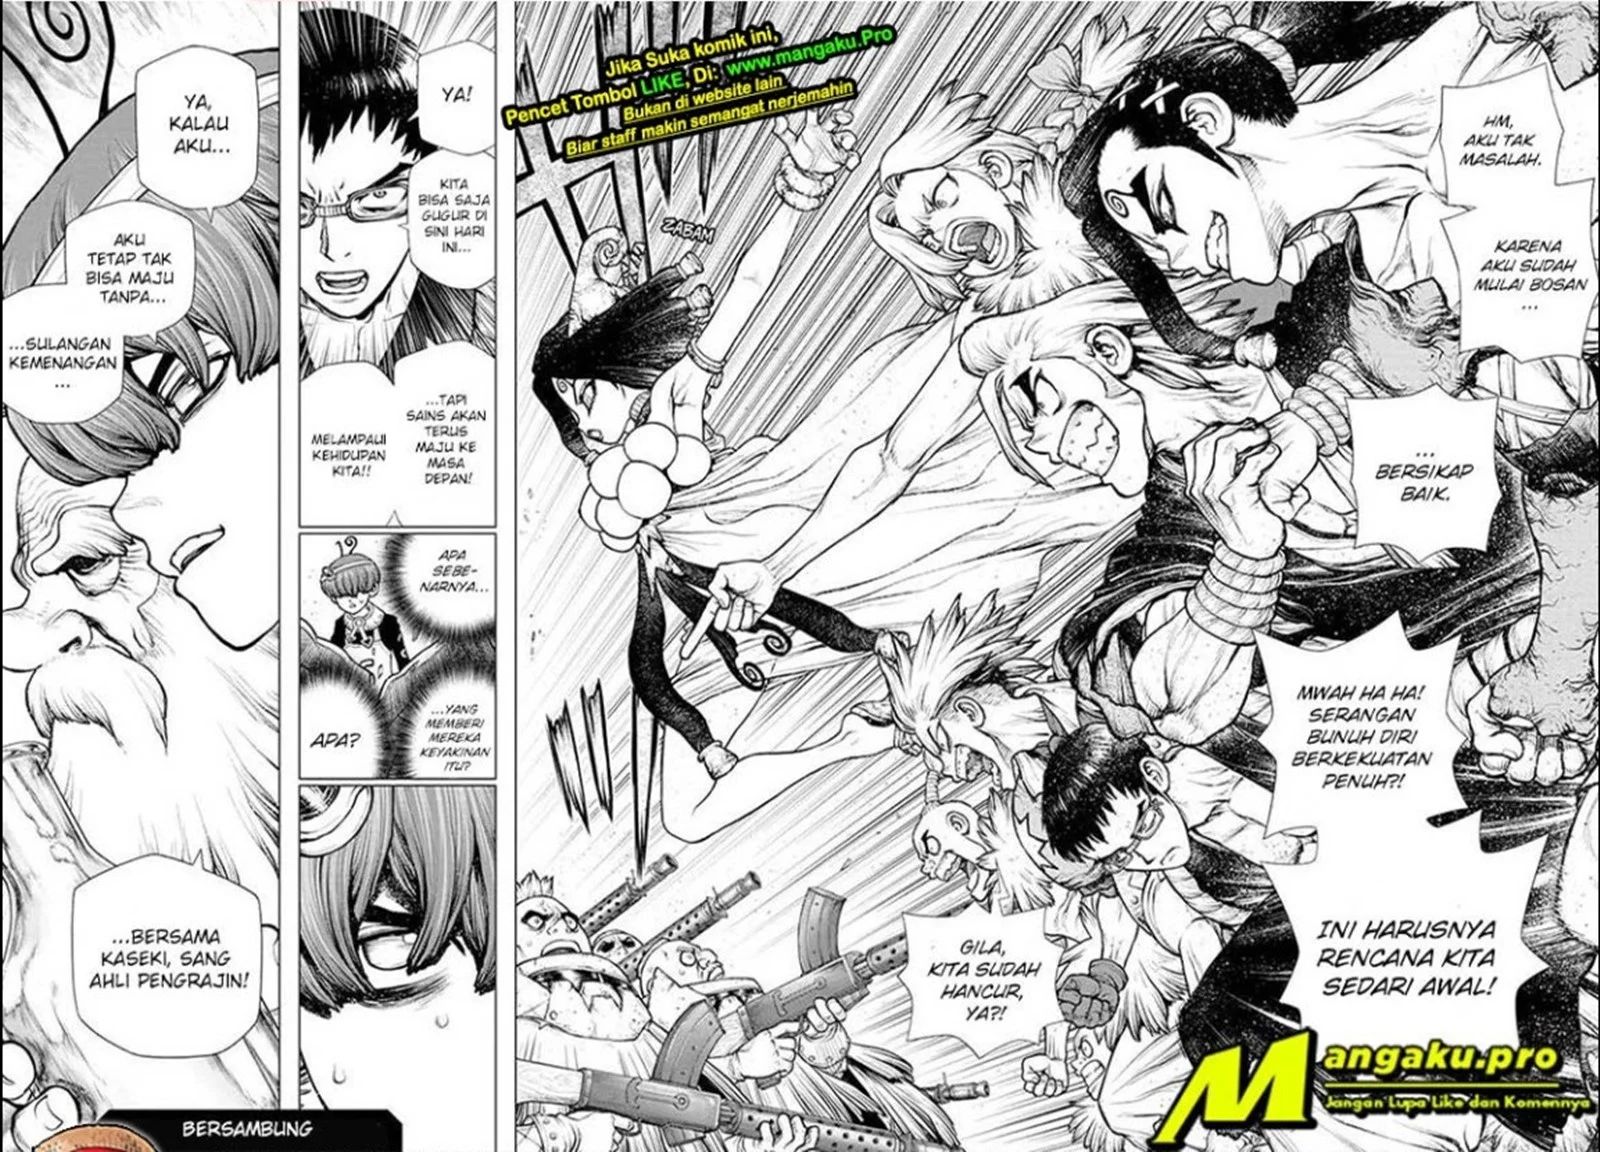 Jika Suka komik ini,
Pencet Tombol LIKE, Di: www.mangaku.Pro
Bukan di website lain
Biar staff makin semangat nerjemahin
HM,
AKU TAK
MASALAH.
KARENA
AKU SUDAH
MULAI BOSAN
...
...
BERSIKAP
BAIK.
ZABAM
MWAH HA HA!
SERANGAN
BUNUH DIRI
BERKEKUATAN
PENUH?!
INI HARUSNYA
RENCANA KITA
SEDARI AWAL!
GILA,
KITA SUDAH
HANCUR,
YA?!
YA!
KITA
BISA SAJA
GUGUR DI
SINI HARI
INI...
...TAPI
SAINS AKAN
TERUS
MAJU KE
MASA
DEPAN!
MELAMPAUI
KEHIDUPAN
KITA!!
APA
SEBE-
NARNYA...
...YANG
MEMBERI
MEREKA
KEYAKINAN
ITU?
APA?
YA,
KALAU
AKU...
AKU
TETAP TAK
BISA MAJU
TANPA...
...SULANGAN
KEMENANGAN
...
...BERSAMA
KASEKI, SANG
AHLI PENGRAJIN!
BERSAMBUNG
Mangaku.pro
Jangan Lupa Like dan Komennya